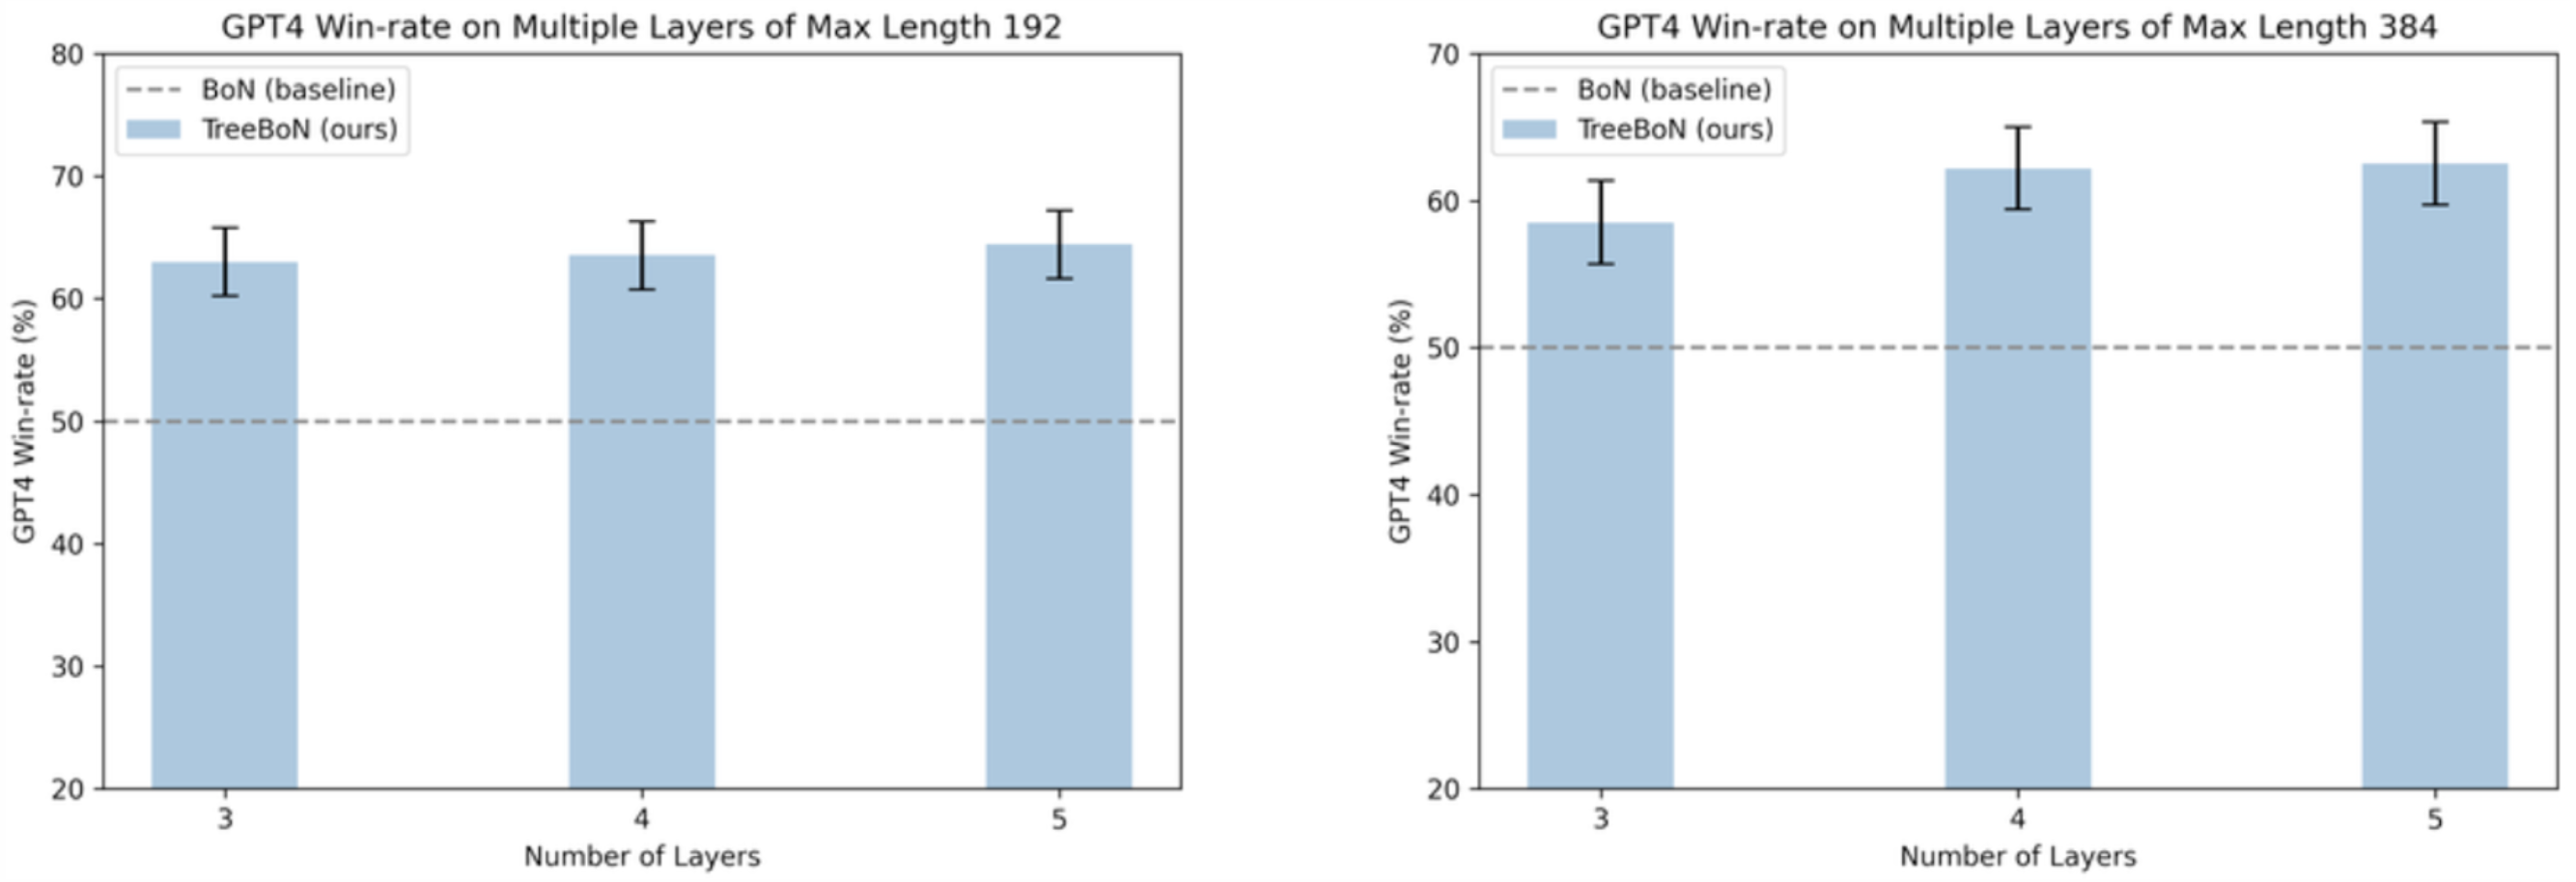 GPT4 Win-rate on Multiple Layers of Max Length 192
BoN (baseline)
TreeBoN (ours)
GPT4 Win-rate (%)
80
70
60
50
40
30
20
3
4
5
Number of Layers
GPT4 Win-rate on Multiple Layers of Max Length 384
BoN (baseline)
TreeBoN (ours)
GPT4 Win-rate (%)
70
60
50
40
30
20
3
4
5
Number of Layers